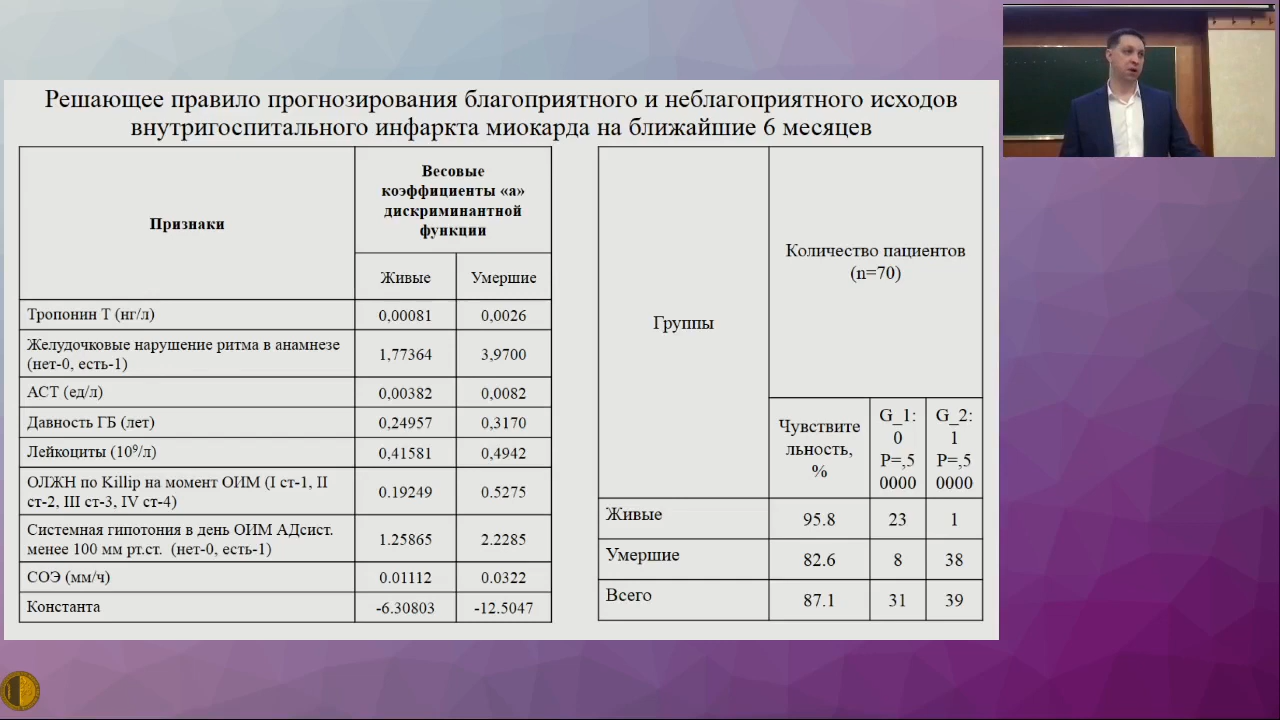 Решающее правило прогнозирования благоприятного и неблагоприятного исходов
внутригоспитального инфаркта миокарда на ближайшие 6 месяцев
Признаки
Весовые
коэффициенты «а»
дискриминантной
функции
Живые
Умершие
Тропонин Т (нг/л)
0,00081
0,0026
Желудочковые нарушение ритма в анамнезе
(нет-0, есть-1)
1,77364
3,9700
АСТ (ед/л)
0,00382
0,0082
Давность ГБ (лет)
0,24957
0,3170
Лейкоциты (10⁹/л)
0,41581
0,4942
ОЛЖН по Killip на момент ОИМ (I ст-1, II
ст-2, III ст-3, IV ст-4)
0.19249
0.5275
Системная гипотония в день ОИМ АДсист.
менее 100 мм рт.ст. (нет-0, есть-1)
1.25865
2.2285
СОЭ (мм/ч)
0.01112
0.0322
Константа
-6.30803
-12.5047
Группы
Количество пациентов
(n=70)
Чувствите
льность,
%
G_1:
0
P=,5
0000
G_2:
1
P=,5
0000
Живые
95.8
23
1
Умершие
82.6
8
38
Всего
87.1
31
39